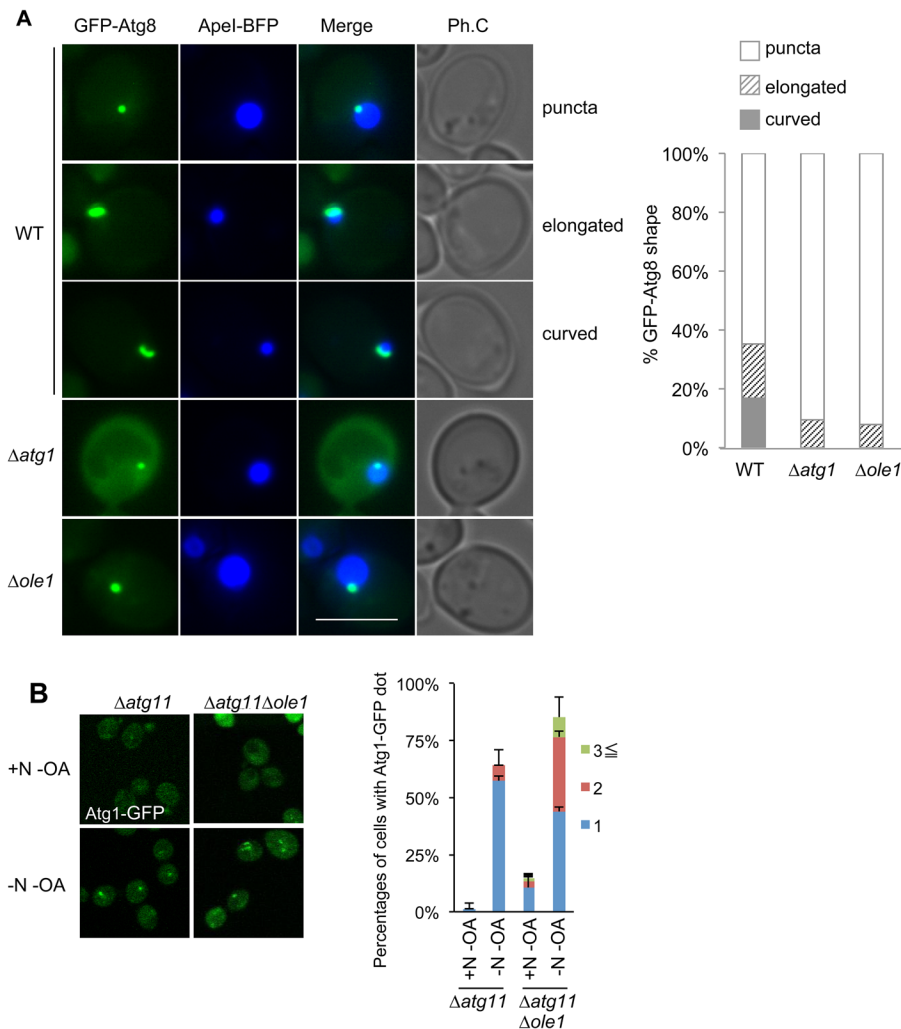 A
GFP-Atg8 ApeI-BFP Merge Ph.C
WT
puncta
elongated
curved
Δatg1
Δole1
puncta
elongated
curved
% GFP-Atg8 shape
100%
80%
60%
40%
20%
0%
WT Δatg1 Δole1
B
Δatg11 Δatg11Δole1
+N -OA
Atg1-GFP
-N -OA
Percentages of cells with Atg1-GFP dot
100%
75%
50%
25%
0%
3≦
2
1
+N -OA
-N -OA
+N -OA
-N -OA
Δatg11 Δatg11
Δole1